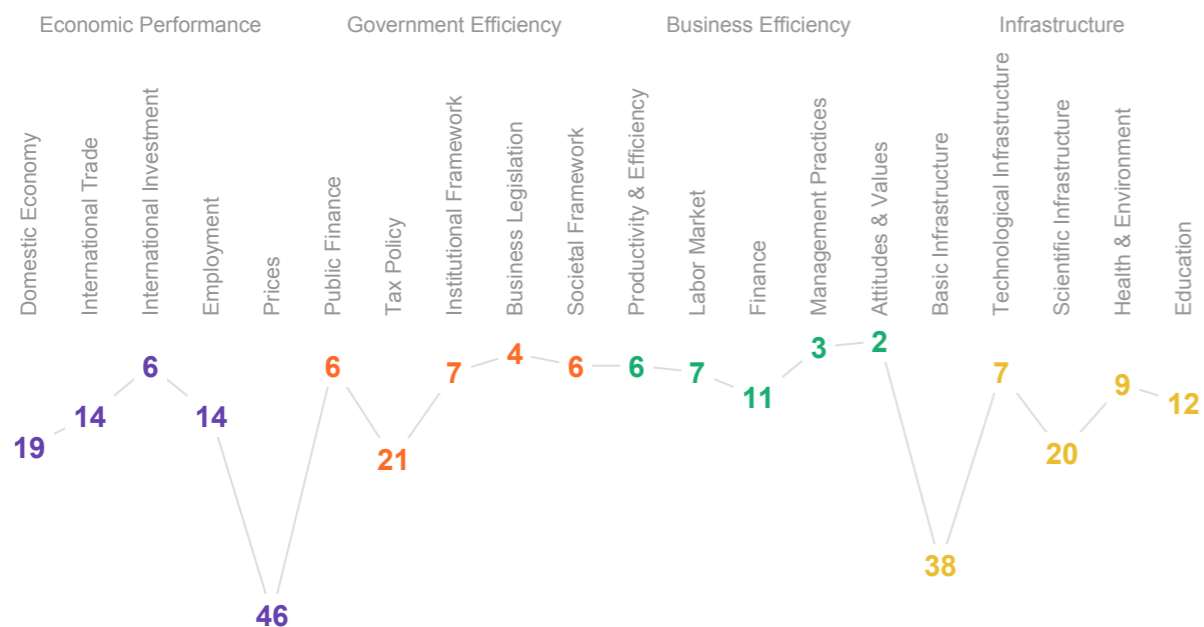 Economic Performance
Government Efficiency
Business Efficiency
Infrastructure
Domestic Economy
International Trade
International Investment
Employment
Prices
Public Finance
Tax Policy
Institutional Framework
Business Legislation
Societal Framework
Productivity & Efficiency
Labor Market
Finance
Management Practices
Attitudes & Values
Basic Infrastructure
Technological Infrastructure
Scientific Infrastructure
Health & Environment
Education
19
14
6
14
46
6
21
7
4
6
6
7
11
3
2
38
7
20
9
12